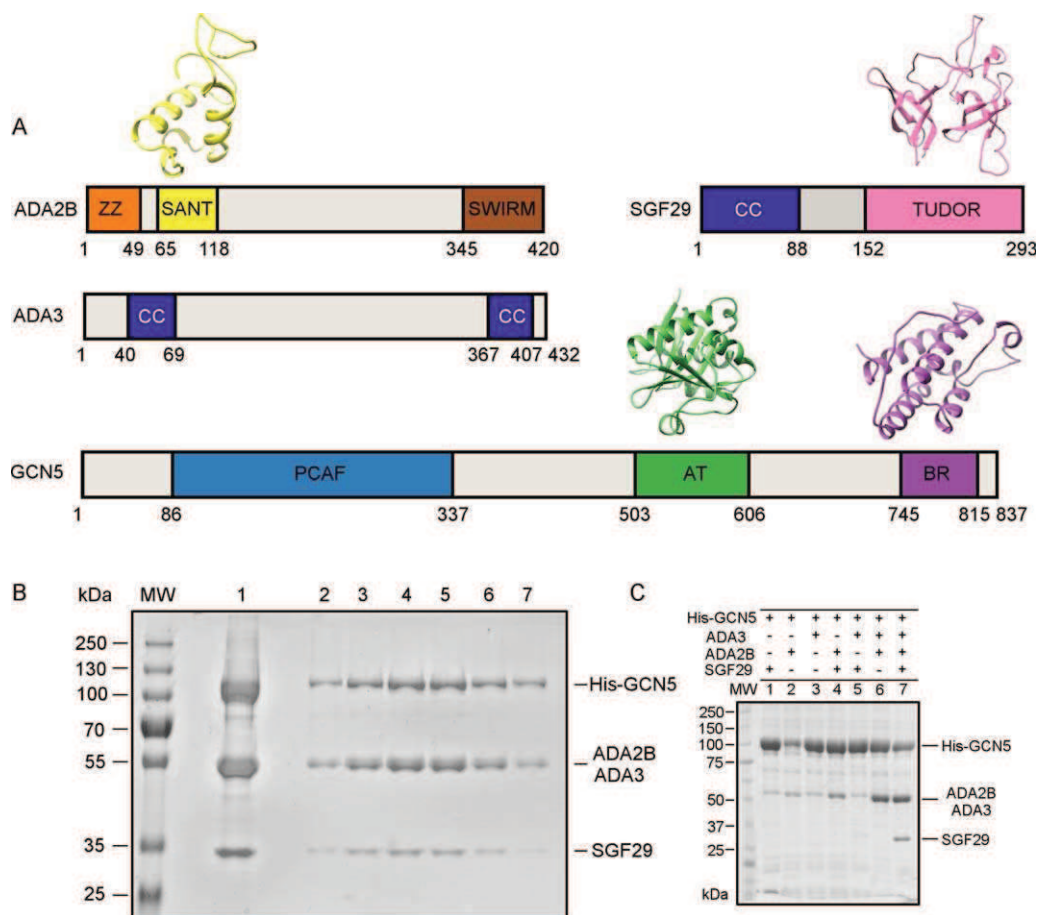 A
ADA2B ZZ SANT SWIRM
1 49 65 118 345 420
SGF29 CC TUDOR
1 88 152 293
ADA3 CC CC
1 40 69 367 407 432
GCN5 PCAF AT BR
1 86 337 503 606 745 815 837
B
kDa MW 1 2 3 4 5 6 7
250
130
100
70
55
35
25
His-GCN5
ADA2B
ADA3
SGF29
C
His-GCN5 + + + + + + +
ADA3 - - + - + + +
ADA2B - + - + - + +
SGF29 + - - + + - +
MW 1 2 3 4 5 6 7
250
150
100
75
50
37
25
kDa
His-GCN5
ADA2B
ADA3
SGF29